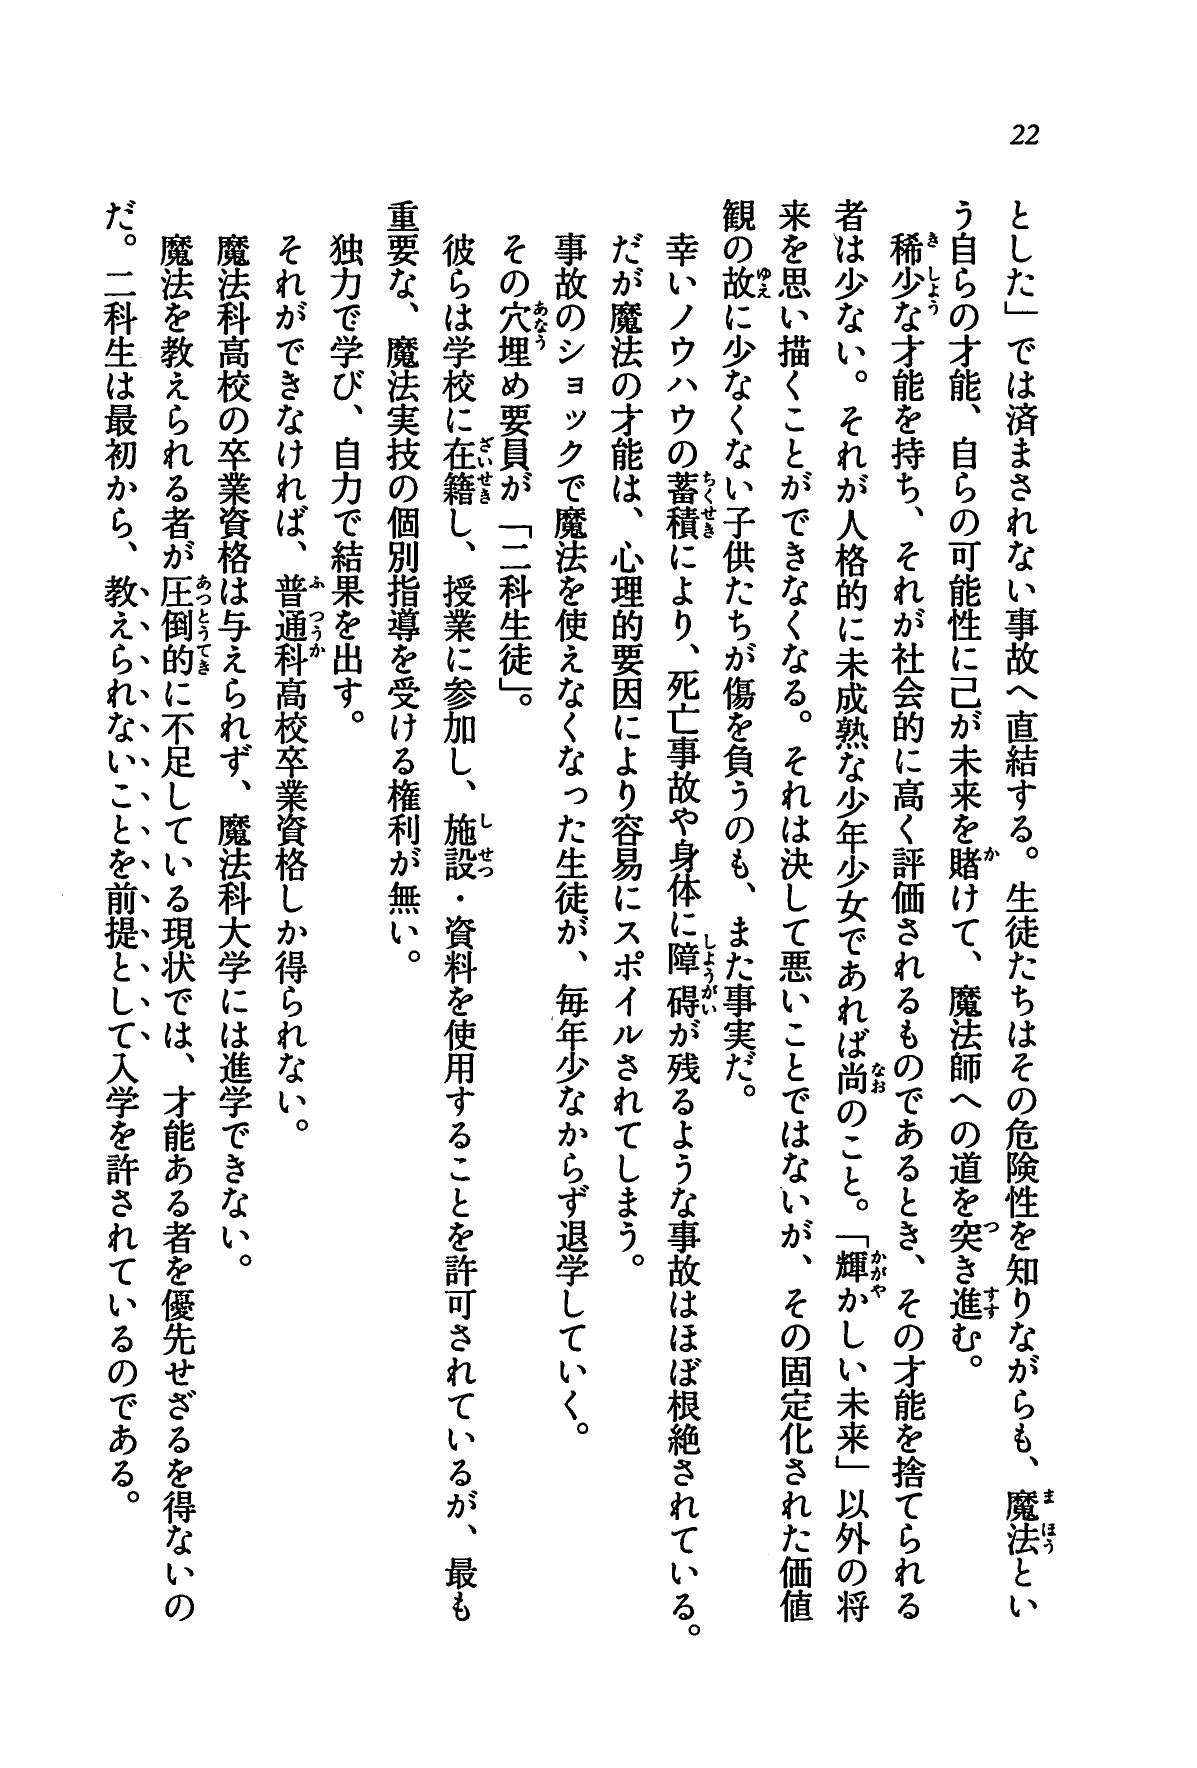 22
とした」では済まされない事故へ直結する。生徒たちはその危険性を知りながらも、魔法とい
う自らの才能、自らの可能性に己が未来を賭けて、魔法師への道を突き進む。
稀少な才能を持ち、それが社会的に高く評価されるものであるとき、その才能を捨てられる
者は少ない。それが人格的に未成熟な少年少女であれば尚のこと。「輝かしい未来」以外の将
来を思い描くことができなくなる。それは決して悪いことではないが、その固定化された価値
観の故に少なくない子供たちが傷を負うのも、また事実だ。
幸いノウハウの蓄積により、死亡事故や身体に障碍が残るような事故はほぼ根絶されている。
だが魔法の才能は、心理的要因により容易にスポイルされてしまう。
事故のショックで魔法を使えなくなった生徒が、毎年少なからず退学していく。
その穴埋め要員が「二科生徒」。
彼らは学校に在籍し、授業に参加し、施設・資料を使用することを許可されているが、最も
重要な、魔法実技の個別指導を受ける権利が無い。
独力で学び、自力で結果を出す。
それができなければ、普通科高校卒業資格しか得られない。
魔法科高校の卒業資格は与えられず、魔法科大学には進学できない。
魔法を教えられる者が圧倒的に不足している現状では、才能ある者を優先せざるを得ないの
だ。二科生は最初から、教えられないことを前提として入学を許されているのである。